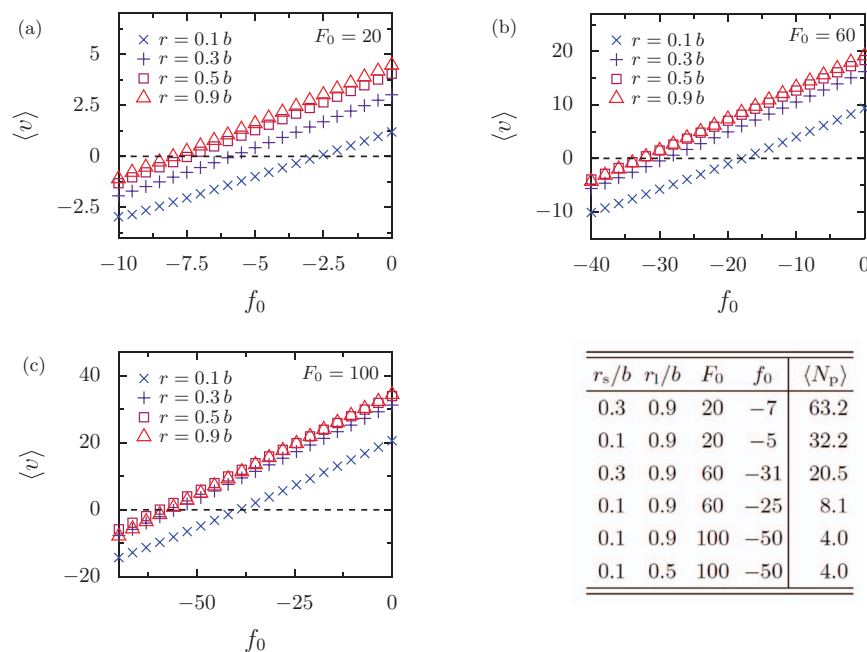 (a)
× r = 0.1 b
+ r = 0.3 b
□ r = 0.5 b
△ r = 0.9 b
F₀ = 20
5
2.5
0
−2.5
⟨v⟩
−10 −7.5 −5 −2.5 0
f₀
(b)
× r = 0.1 b
+ r = 0.3 b
□ r = 0.5 b
△ r = 0.9 b
F₀ = 60
20
10
0
−10
⟨v⟩
−40 −30 −20 −10 0
f₀
(c)
× r = 0.1 b
+ r = 0.3 b
□ r = 0.5 b
△ r = 0.9 b
F₀ = 100
40
20
0
−20
⟨v⟩
−50 −25 0
f₀
rₛ/b rₗ/b F₀ f₀ ⟨Nₚ⟩
0.3 0.9 20 −7 63.2
0.1 0.9 20 −5 32.2
0.3 0.9 60 −31 20.5
0.1 0.9 60 −25 8.1
0.1 0.9 100 −50 4.0
0.1 0.5 100 −50 4.0